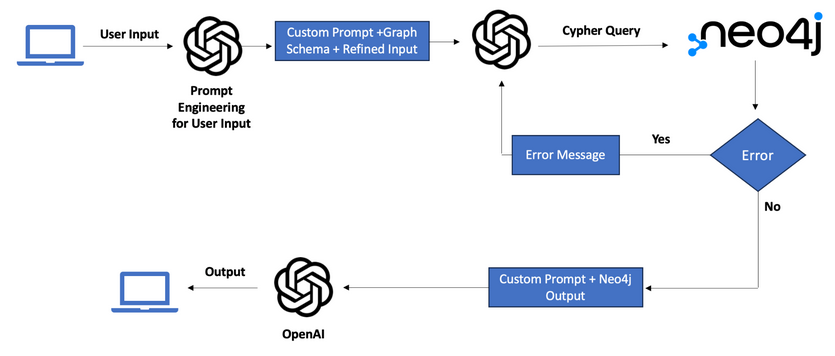 User Input
Custom Prompt +Graph
Schema + Refined Input
Cypher Query
neo4j
Prompt
Engineering
for User Input
Error Message
Yes
Error
No
Output
Custom Prompt + Neo4j
Output
OpenAI